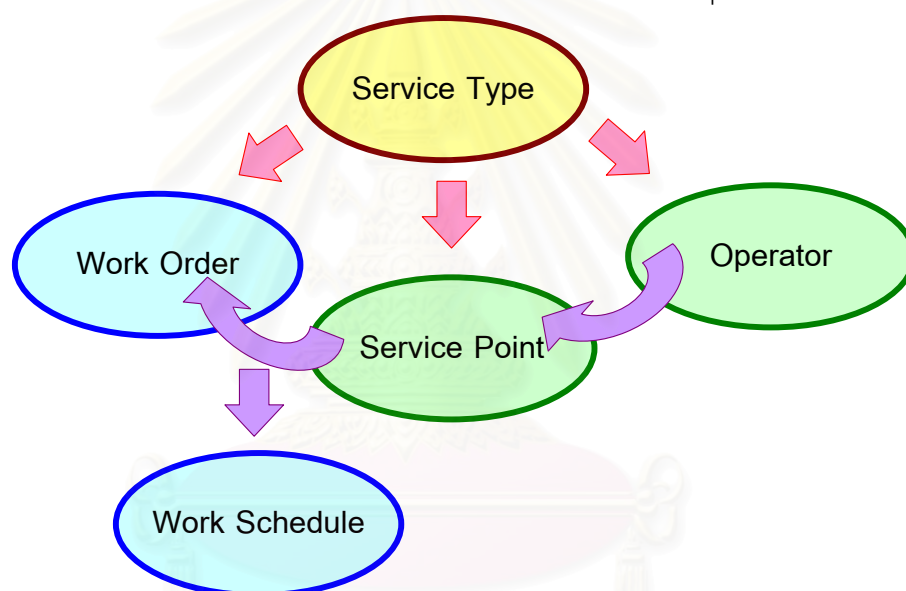 Service Type
Work Order
Operator
Service Point
Work Schedule